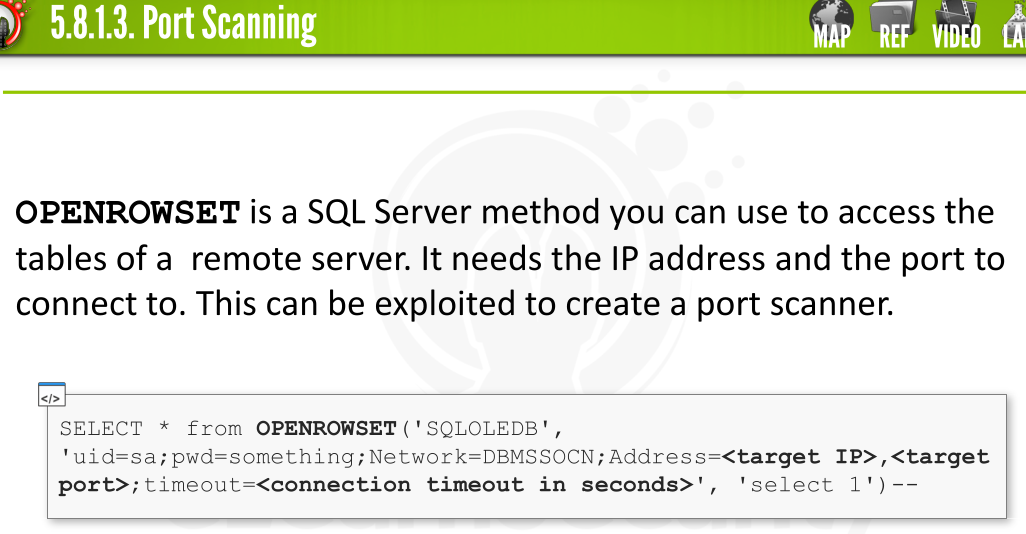 5.8.1.3. Port Scanning
MAP REF VIDEO
OPENROWSET is a SQL Server method you can use to access the
tables of a  remote server. It needs the IP address and the port to
connect to. This can be exploited to create a port scanner.
</>
SELECT * from OPENROWSET('SQLOLEDB',
'uid=sa;pwd=something;Network=DBMSSOCN;Address=<target IP>,<target
port>;timeout=<connection timeout in seconds>', 'select 1')--